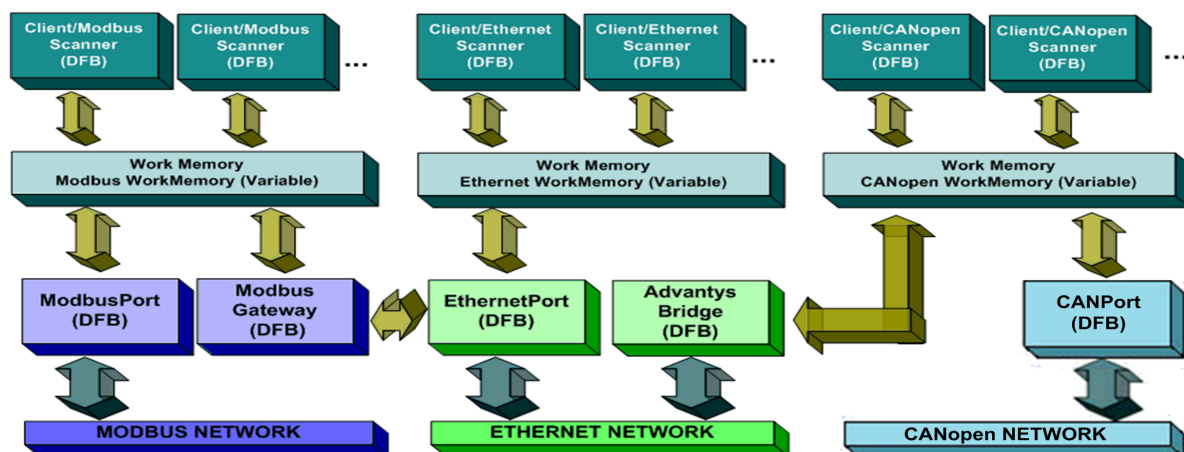 Client/Modbus
Scanner
(DFB)
Client/Modbus
Scanner
(DFB)
...
Client/Ethernet
Scanner
(DFB)
Client/Ethernet
Scanner
(DFB)
...
Client/CANopen
Scanner
(DFB)
Client/CANopen
Scanner
(DFB)
...
Work Memory
Modbus WorkMemory (Variable)
Work Memory
Ethernet WorkMemory (Variable)
Work Memory
CANopen WorkMemory (Variable)
ModbusPort
(DFB)
Modbus
Gateway
(DFB)
EthernetPort
(DFB)
Advantys
Bridge
(DFB)
CANPort
(DFB)
MODBUS NETWORK
ETHERNET NETWORK
CANopen NETWORK